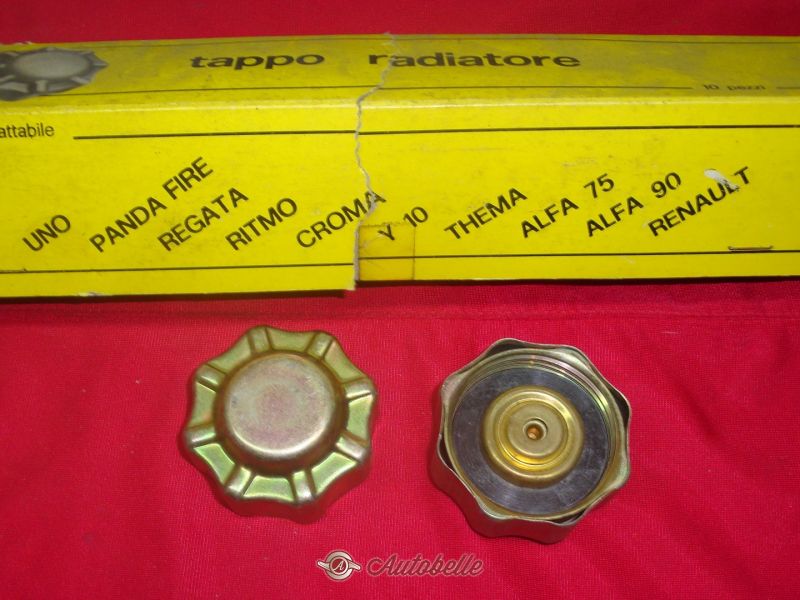 tappo radiatore
10 pezzi
attabile
UNO
PANDA FIRE
REGATA
RITMO
CROMA
Y 10
THEMA
ALFA 75
ALFA 90
RENAULT
Autobelle